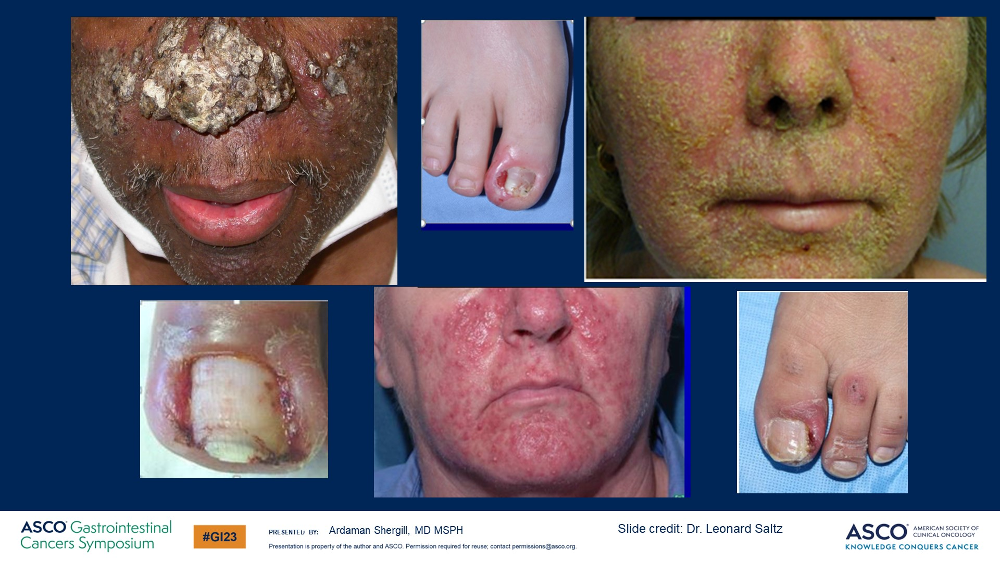 ASCO Gastrointestinal
Cancers Symposium
#GI23
PRESENTED BY: Ardaman Shergill, MD MSPH
Presentation is property of the author and ASCO. Permission required for reuse; contact permissions@asco.org.
Slide credit: Dr. Leonard Saltz
ASCO AMERICAN SOCIETY OF
CLINICAL ONCOLOGY
KNOWLEDGE CONQUERS CANCER